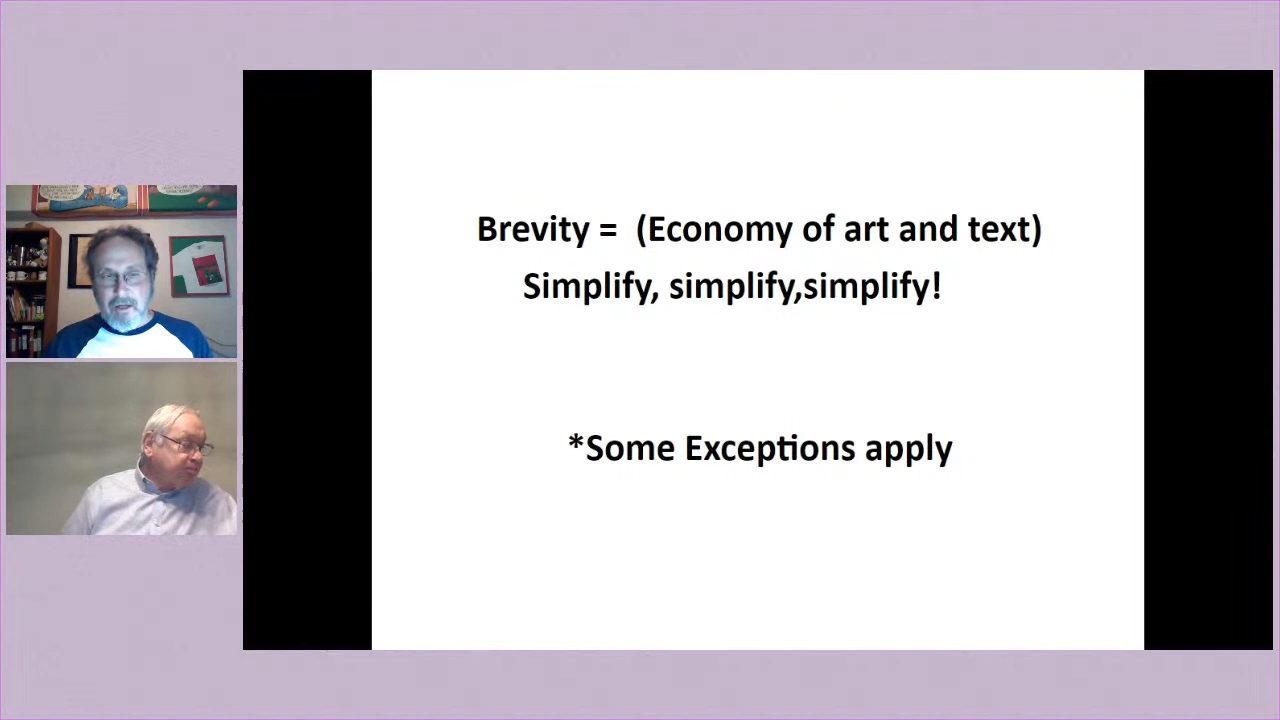 Brevity = (Economy of art and text)
Simplify, simplify,simplify!
*Some Exceptions apply